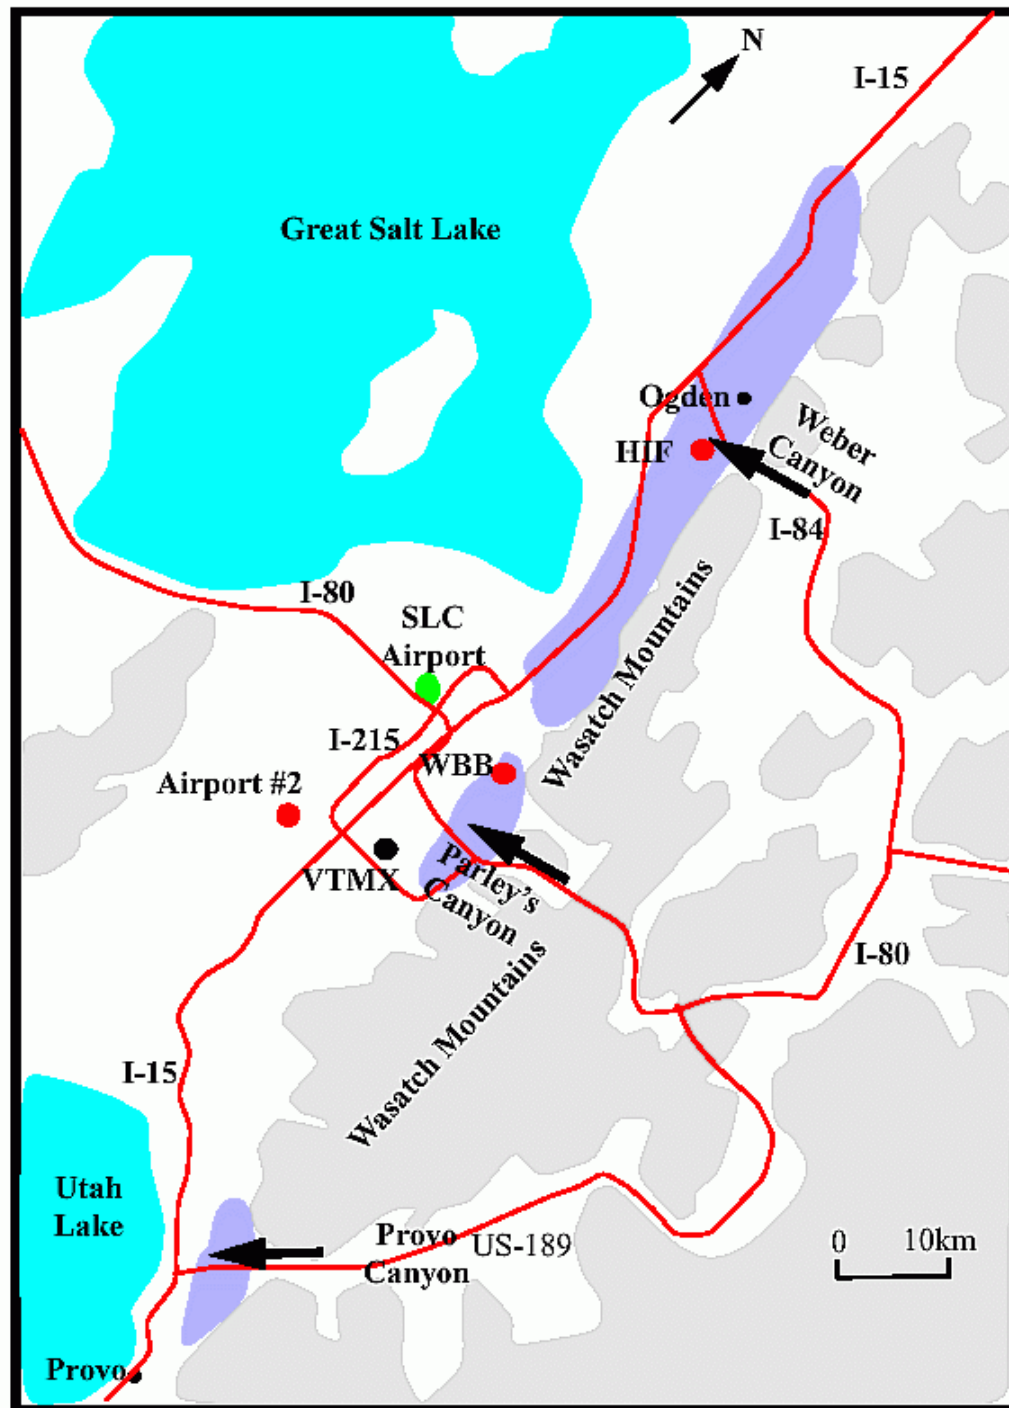 N
I-15
Great Salt Lake
Ogden
HIF
Weber
Canyon
I-84
I-80
SLC
Airport
Wasatch Mountains
I-215
WBB
Airport #2
VTMX
Parley's
Canyon
I-80
Wasatch Mountains
I-15
Utah
Lake
Provo
Canyon
US-189
0 10km
Provo